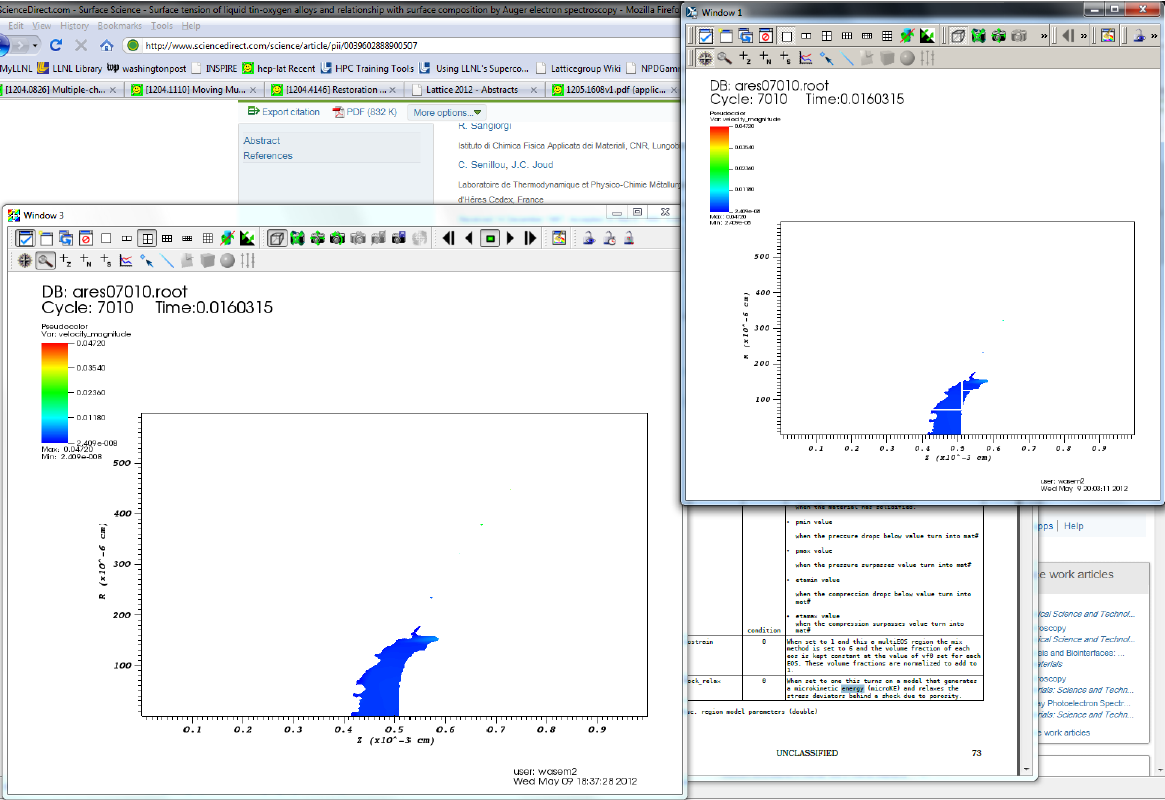 ScienceDirect.com - Surface Science - Surface tension of liquid tin-oxygen alloys and relationship with surface composition by Auger electron spectroscopy - Mozilla Firefo
Edit View History Bookmarks Tools Help
http://www.sciencedirect.com/science/article/pii/0039602888900507
MyLLNL LLNL Library washingtonpost INSPIRE hep-lat Recent HPC Training Tools Using LLNL's Superco... Latticegroup Wiki NPDGam
[1204.0826] Multiple-ch... [1204.1110] Moving Mu... [1204.4146] Restoration ... Lattice 2012 - Abstracts 1205.1608v1.pdf (applic...
Export citation PDF (832 K) More options...
Abstract
References
R. Sangiorgi
Istituto di Chimica Fisica Applicata dei Materiali, CNR, Lungob
C. Senillou, J.C. Joud
Laboratoire de Thermodynamique et Physico-Chimie Métallurg
d'Hères Cedex, France
Window 1
DB: ares07010.root
Cycle: 7010 Time:0.0160315
Pseudocolor
Var: velocity_magnitude
0.04720
0.03540
0.02360
0.01180
2.409e-08
Max: 0.04720
Min: 2.409e-08
500
400
300
200
100
R (x10^-6 cm)
0.1 0.2 0.3 0.4 0.5 0.6 0.7 0.8 0.9
Z (x10^-3 cm)
user: wasem2
Wed May 9 20:03:11 2012
Window 3
DB: ares07010.root
Cycle: 7010 Time:0.0160315
Pseudocolor
Var: velocity_magnitude
0.04720
0.03540
0.02360
0.01180
2.409e-008
Max: 0.04720
Min: 2.409e-008
500
400
300
200
100
R (x10^-6 cm)
0.1 0.2 0.3 0.4 0.5 0.6 0.7 0.8 0.9
Z (x10^-3 cm)
user: wasem2
Wed May 09 18:37:28 2012
when the material has solidified.
• pmin value
when the pressure drops below value turn into mat#
• pmax value
when the pressure surpasses value turn into mat#
• etamin value
when the compression drops below value turn into
mat#
• etamax value
when the compression surpasses value turn into
condition mat#
ostrain 0 When set to 1 and this a multiEOS region the mix
method is set to 6 and the volume fraction of each
eos is kept constant at the value of vf0 set for each
EOS. These volume fractions are normalized to add to
1.
ock_relax 0 When set to one this turns on a model that generates
a microkinetic energy (microKE) and relaxes the
stress deviators behind a shock due to porosity.
sc. region model parameters (double)
UNCLASSIFIED 73
pps Help
e work articles
ical Science and Technol...
oscopy
ical Science and Technol...
sis and Biointerfaces: ...
aterials
oscopy
rials: Science and Techn...
ay Photoelectron Spectr...
rials: Science and Techn...
e work articles